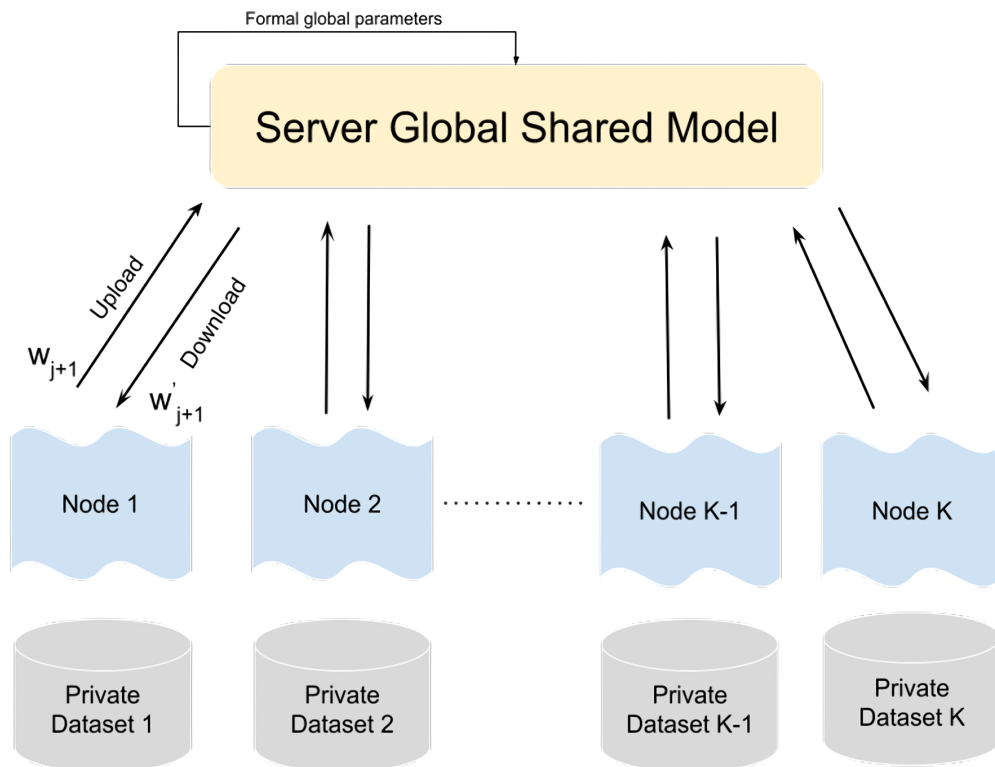 Formal global parameters
Server Global Shared Model
Upload
Download
w_{j+1}
w'_{j+1}
Node 1
Node 2
Node K-1
Node K
Private
Dataset 1
Private
Dataset 2
Private
Dataset K-1
Private
Dataset K